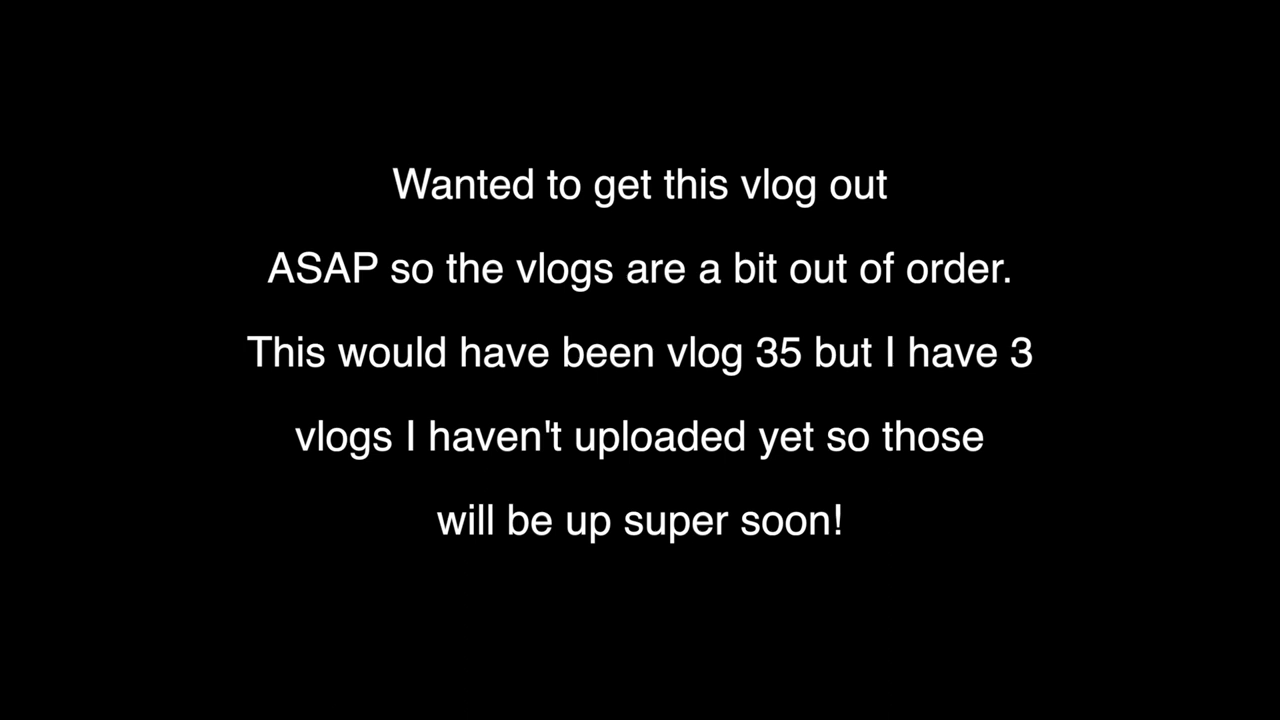 Wanted to get this vlog out
ASAP so the vlogs are a bit out of order.
This would have been vlog 35 but I have 3
vlogs I haven't uploaded yet so those
will be up super soon!